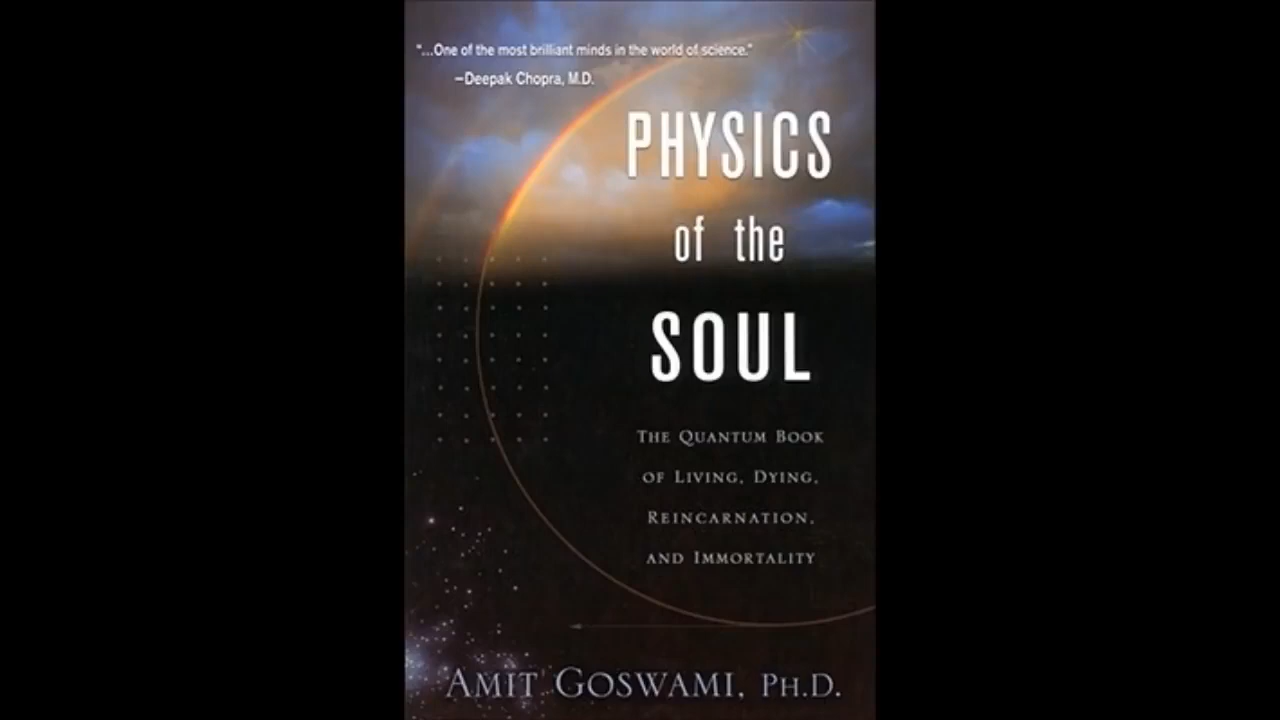 “...One of the most brilliant minds in the world of science.”
–Deepak Chopra, M.D.
PHYSICS
of the
SOUL
THE QUANTUM BOOK
OF LIVING, DYING,
REINCARNATION,
AND IMMORTALITY
AMIT GOSWAMI, PH.D.